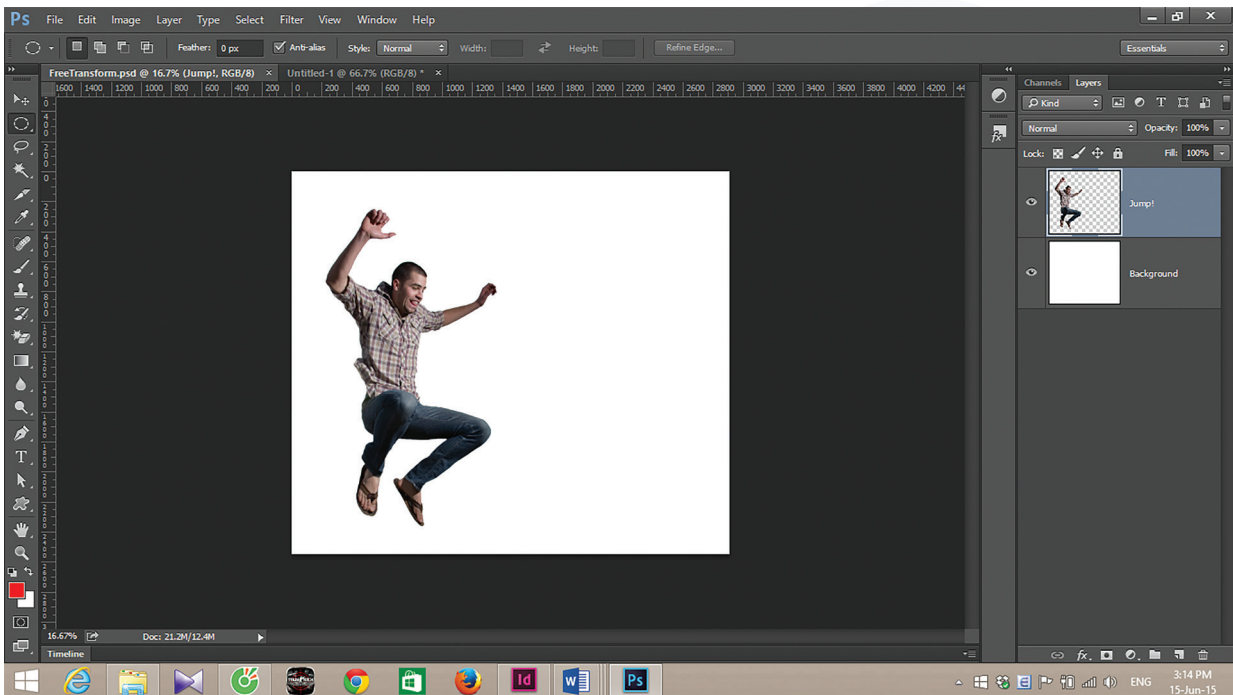 Ps File Edit Image Layer Type Select Filter View Window Help
Feather: 0 px Anti-alias Style: Normal Width: Height: Refine Edge... Essentials
FreeTransform.psd @ 16.7% (Jump!, RGB/8) × Untitled-1 @ 66.7% (RGB/8) * ×
1600 1400 1200 1000 800 600 400 200 0 200 400 600 800 1000 1200 1400 1600 1800 2000 2200 2400 2600 2800 3000 3200 3400 3600 3800 4000 4200 44
Channels Layers
Kind
Normal Opacity: 100%
Lock: Fill: 100%
Jump!
Background
16.67% Doc: 21.2M/12.4M
Timeline
fx
Id W Ps ENG 3:14 PM
15-Jun-15